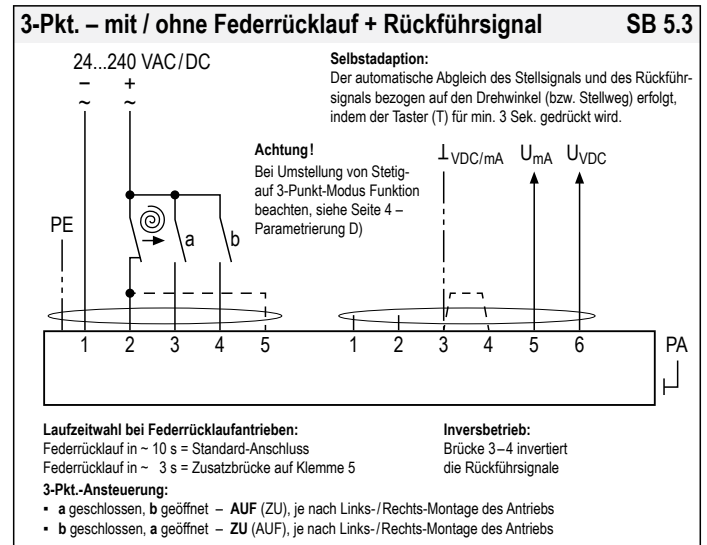 3-Pkt. – mit / ohne Federrücklauf + Rückführsignal SB 5.3
24...240 VAC/DC
– +
~ ~
Selbstadaption:
Der automatische Abgleich des Stellsignals und des Rückführ-
signals bezogen auf den Drehwinkel (bzw. Stellweg) erfolgt,
indem der Taster (T) für min. 3 Sek. gedrückt wird.
Achtung!
Bei Umstellung von Stetig-
auf 3-Punkt-Modus Funktion
beachten, siehe Seite 4 –
Parametrierung D)
⊥VDC/mA UmA UVDC
PE
a b
1 2 3 4 5 1 2 3 4 5 6 PA
Laufzeitwahl bei Federrücklaufantrieben:
Federrücklauf in ~ 10 s = Standard-Anschluss
Federrücklauf in ~ 3 s = Zusatzbrücke auf Klemme 5
Inversbetrieb:
Brücke 3–4 invertiert
die Rückführsignale
3-Pkt.-Ansteuerung:
▪ a geschlossen, b geöffnet – AUF (ZU), je nach Links-/Rechts-Montage des Antriebs
▪ b geschlossen, a geöffnet – ZU (AUF), je nach Links-/Rechts-Montage des Antriebs